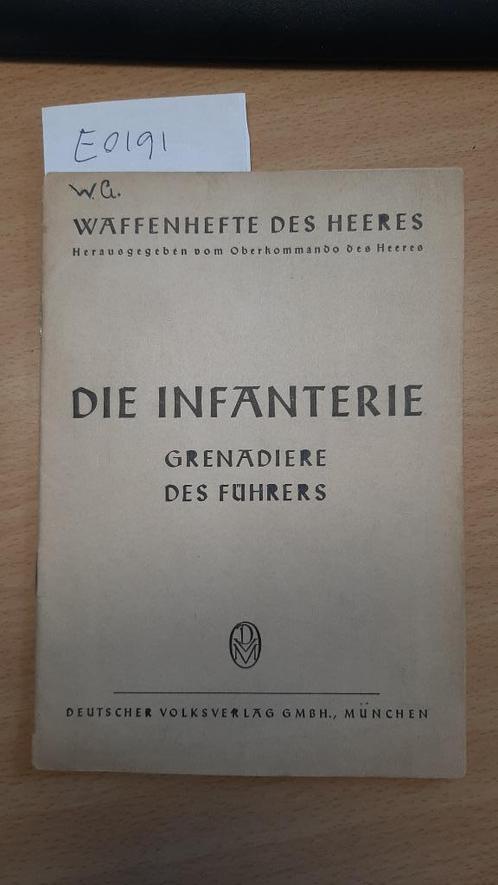 E0191
W.G.
WAFFENHEFTE DES HEERES
Herausgegeben vom Oberkommando des Heeres
DIE INFANTERIE
GRENADIERE
DES FÜHRERS
DVM
DEUTSCHER VOLKSVERLAG GMBH., MÜNCHEN